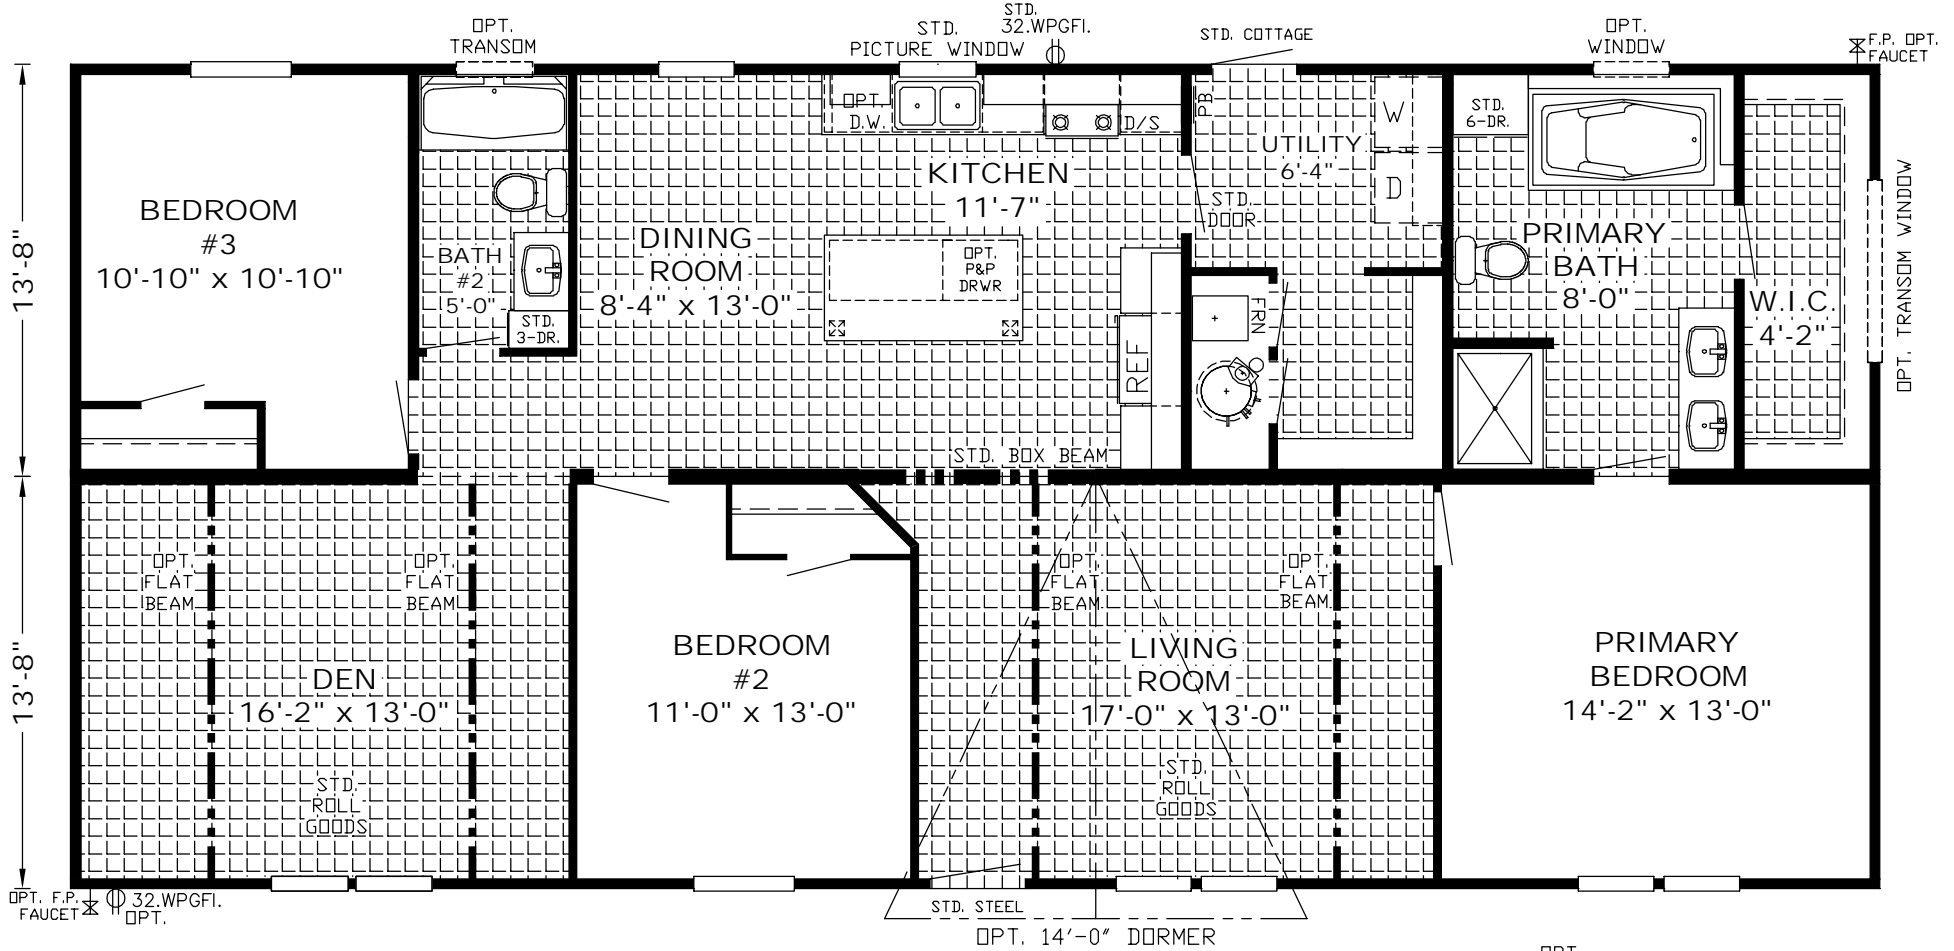 OPT.
TRANSOM
STD.
PICTURE WINDOW
STD.
32.WPGFI.
STD. COTTAGE
OPT.
WINDOW
F.P. OPT.
FAUCET
13'-8"
BEDROOM
#3
10'-10" x 10'-10"
BATH
#2
5'-0"
STD.
3-DR.
DINING
ROOM
8'-4" x 13'-0"
OPT.
D.W.
D/S
KITCHEN
11'-7"
OPT.
P&P
DRWR
REF
PB
UTILITY
6'-4"
W
D
STD.
DOOR
FRN
STD.
6-DR.
PRIMARY
BATH
8'-0"
W.I.C.
4'-2"
OPT. TRANSOM WINDOW
STD. BOX BEAM
13'-8"
OPT.
FLAT
BEAM
OPT.
FLAT
BEAM
DEN
16'-2" x 13'-0"
STD.
ROLL
GOODS
BEDROOM
#2
11'-0" x 13'-0"
OPT.
FLAT
BEAM
OPT.
FLAT
BEAM
LIVING
ROOM
17'-0" x 13'-0"
STD.
ROLL
GOODS
PRIMARY
BEDROOM
14'-2" x 13'-0"
OPT. F.P.
FAUCET
32.WPGFI.
OPT.
STD. STEEL
OPT. 14'-0" DORMER
OPT.